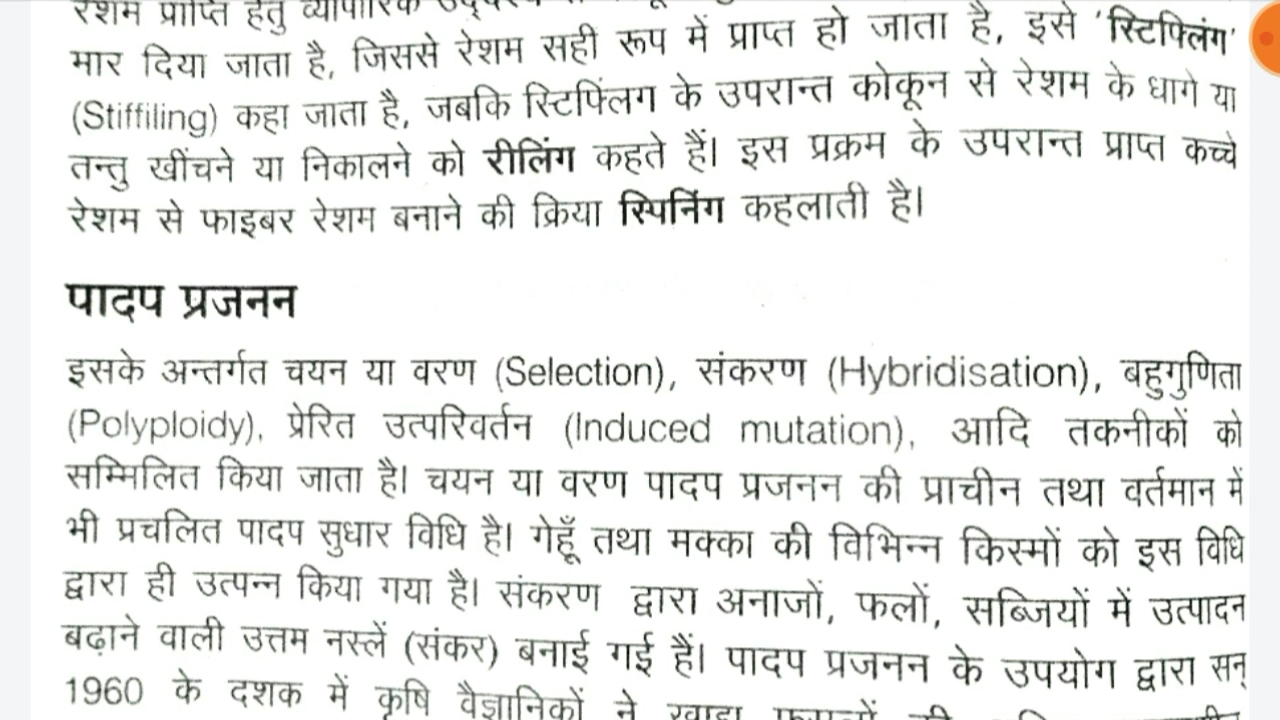 रेशम प्राप्ति हेतु व्यापारिक
मार दिया जाता है, जिससे रेशम सही रूप में प्राप्त हो जाता है, इसे 'स्टिफ्लिंग'
(Stiffiling) कहा जाता है, जबकि स्टिफ्लिंग के उपरान्त कोकून से रेशम के धागे या
तन्तु खींचने या निकालने को रीलिंग कहते हैं। इस प्रक्रम के उपरान्त प्राप्त कच्चे
रेशम से फाइबर रेशम बनाने की क्रिया स्पिनिंग कहलाती है।
पादप प्रजनन
इसके अन्तर्गत चयन या वरण (Selection), संकरण (Hybridisation), बहुगुणिता
(Polyploidy), प्रेरित उत्परिवर्तन (Induced mutation), आदि तकनीकों को
सम्मिलित किया जाता है। चयन या वरण पादप प्रजनन की प्राचीन तथा वर्तमान में
भी प्रचलित पादप सुधार विधि है। गेहूँ तथा मक्का की विभिन्न किस्मों को इस विधि
द्वारा ही उत्पन्न किया गया है। संकरण द्वारा अनाजों, फलों, सब्जियों में उत्पादन
बढ़ाने वाली उत्तम नस्लें (संकर) बनाई गई हैं। पादप प्रजनन के उपयोग द्वारा सन्
1960 के दशक में कृषि वैज्ञानिकों ने